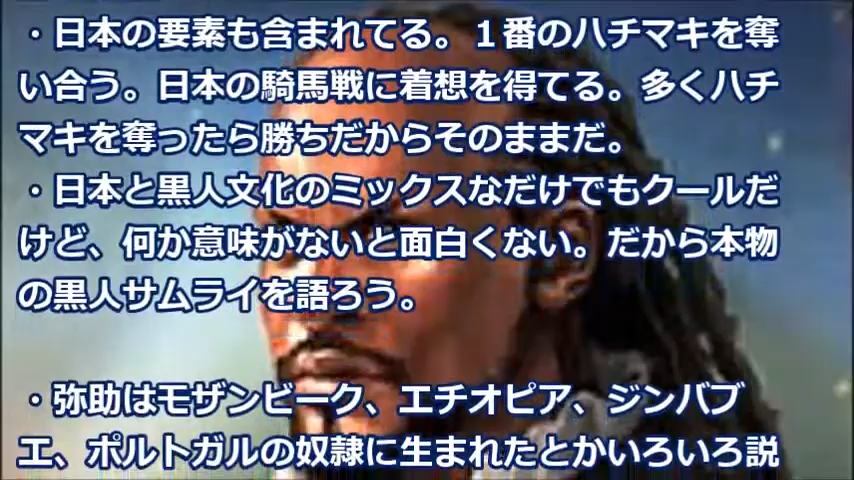 ・日本の要素も含まれてる。１番のハチマキを奪
い合う。日本の騎馬戦に着想を得てる。多くハチ
マキを奪ったら勝ちだからそのままだ。
・日本と黒人文化のミックスなだけでもクールだ
けど、何か意味がないと面白くない。だから本物
の黒人サムライを語ろう。
・弥助はモザンビーク、エチオピア、ジンバブ
エ、ポルトガルの奴隷に生まれたとかいろいろ説